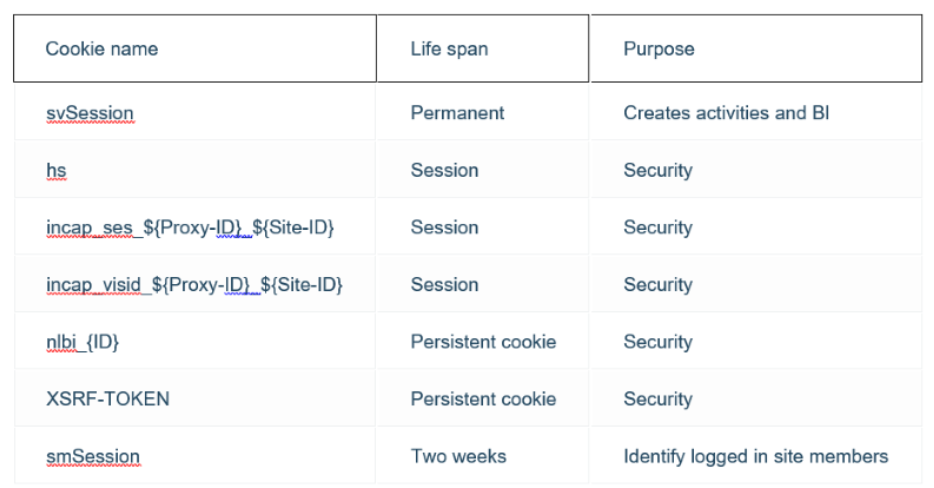 Cookie name Life span Purpose
svSession Permanent Creates activities and BI
hs Session Security
incap_ses_${Proxy-ID}_${Site-ID} Session Security
incap_visid_${Proxy-ID}_${Site-ID} Session Security
nlbi_{ID} Persistent cookie Security
XSRF-TOKEN Persistent cookie Security
smSession Two weeks Identify logged in site members